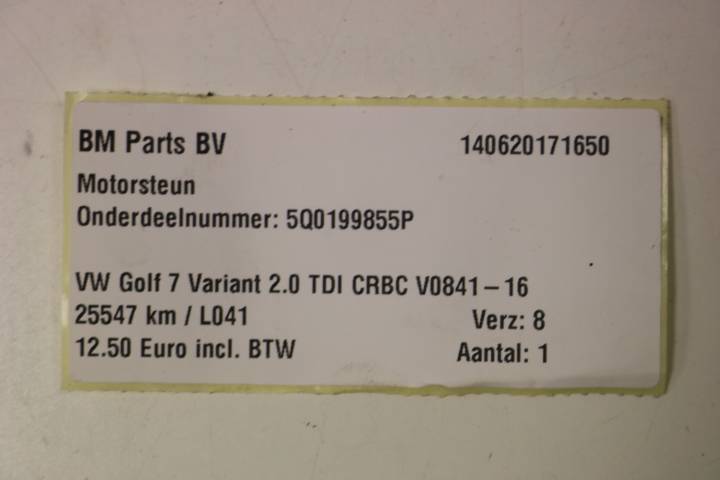 BM Parts BV 140620171650
Motorsteun
Onderdeelnummer: 5Q0199855P
VW Golf 7 Variant 2.0 TDI CRBC V0841-16
25547 km / L041 Verz: 8
12.50 Euro incl. BTW Aantal: 1